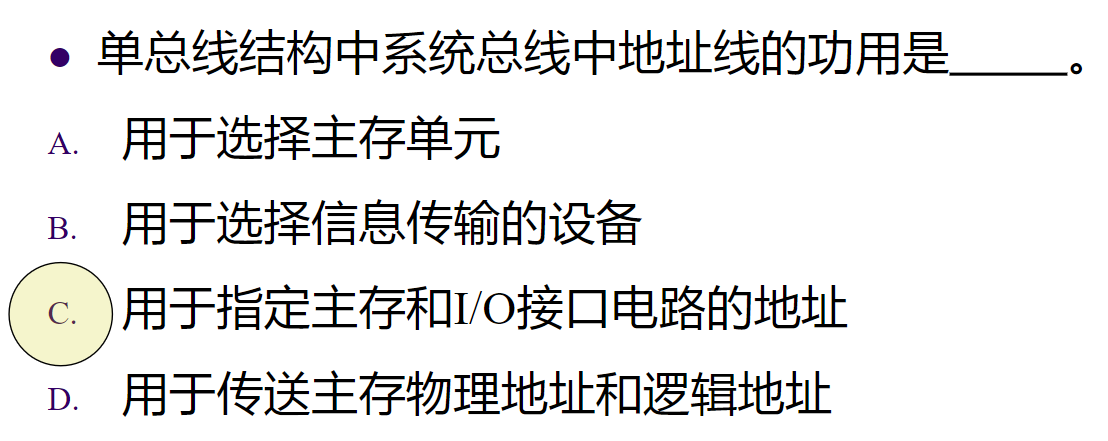 ● 单总线结构中系统总线中地址线的功用是_____。
A. 用于选择主存单元
B. 用于选择信息传输的设备
C. 用于指定主存和I/O接口电路的地址
D. 用于传送主存物理地址和逻辑地址